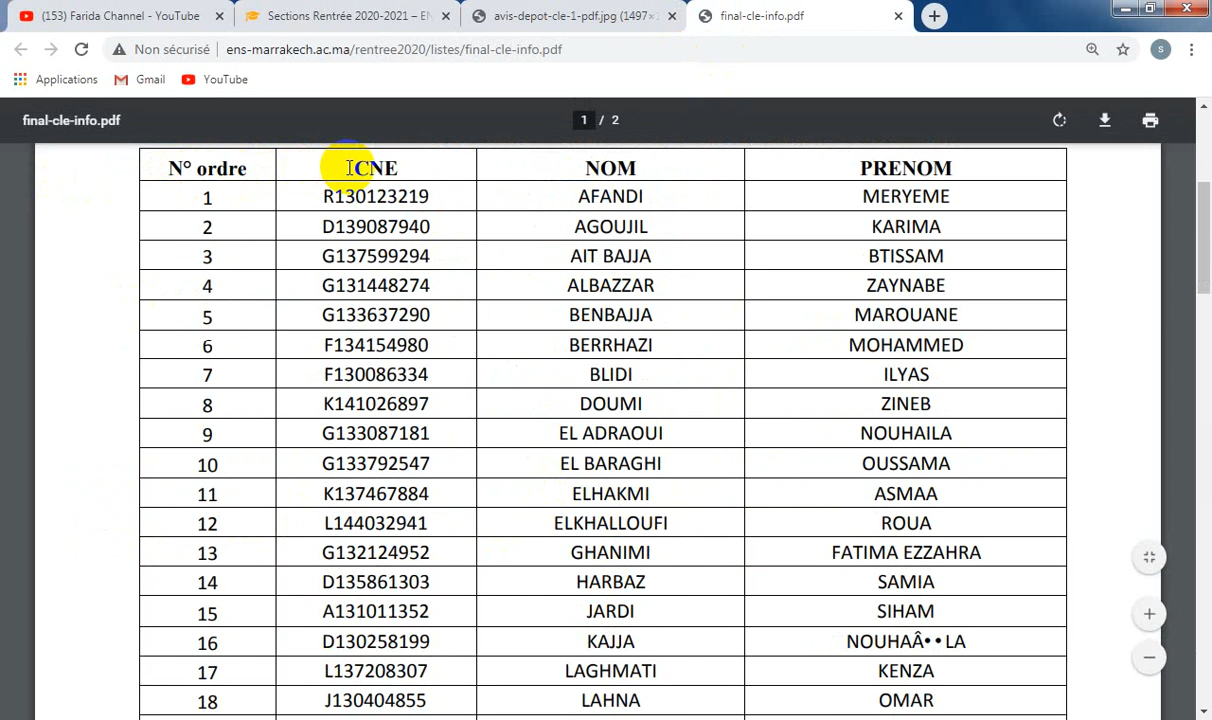 (153) Farida Channel - YouTube
Sections Rentrée 2020-2021 – EN
avis-depot-cle-1-pdf.jpg (1497×
final-cle-info.pdf
Non sécurisé
ens-marrakech.ac.ma/rentree2020/listes/final-cle-info.pdf
S
Applications
Gmail
YouTube
final-cle-info.pdf
1 / 2
N° ordre CNE NOM PRENOM
1 R130123219 AFANDI MERYEME
2 D139087940 AGOUJIL KARIMA
3 G137599294 AIT BAJJA BTISSAM
4 G131448274 ALBAZZAR ZAYNABE
5 G133637290 BENBAJJA MAROUANE
6 F134154980 BERRHAZI MOHAMMED
7 F130086334 BLIDI ILYAS
8 K141026897 DOUMI ZINEB
9 G133087181 EL ADRAOUI NOUHAILA
10 G133792547 EL BARAGHI OUSSAMA
11 K137467884 ELHAKMI ASMAA
12 L144032941 ELKHALLOUFI ROUA
13 G132124952 GHANIMI FATIMA EZZAHRA
14 D135861303 HARBAZ SAMIA
15 A131011352 JARDI SIHAM
16 D130258199 KAJJA NOUHAÂ••LA
17 L137208307 LAGHMATI KENZA
18 J130404855 LAHNA OMAR